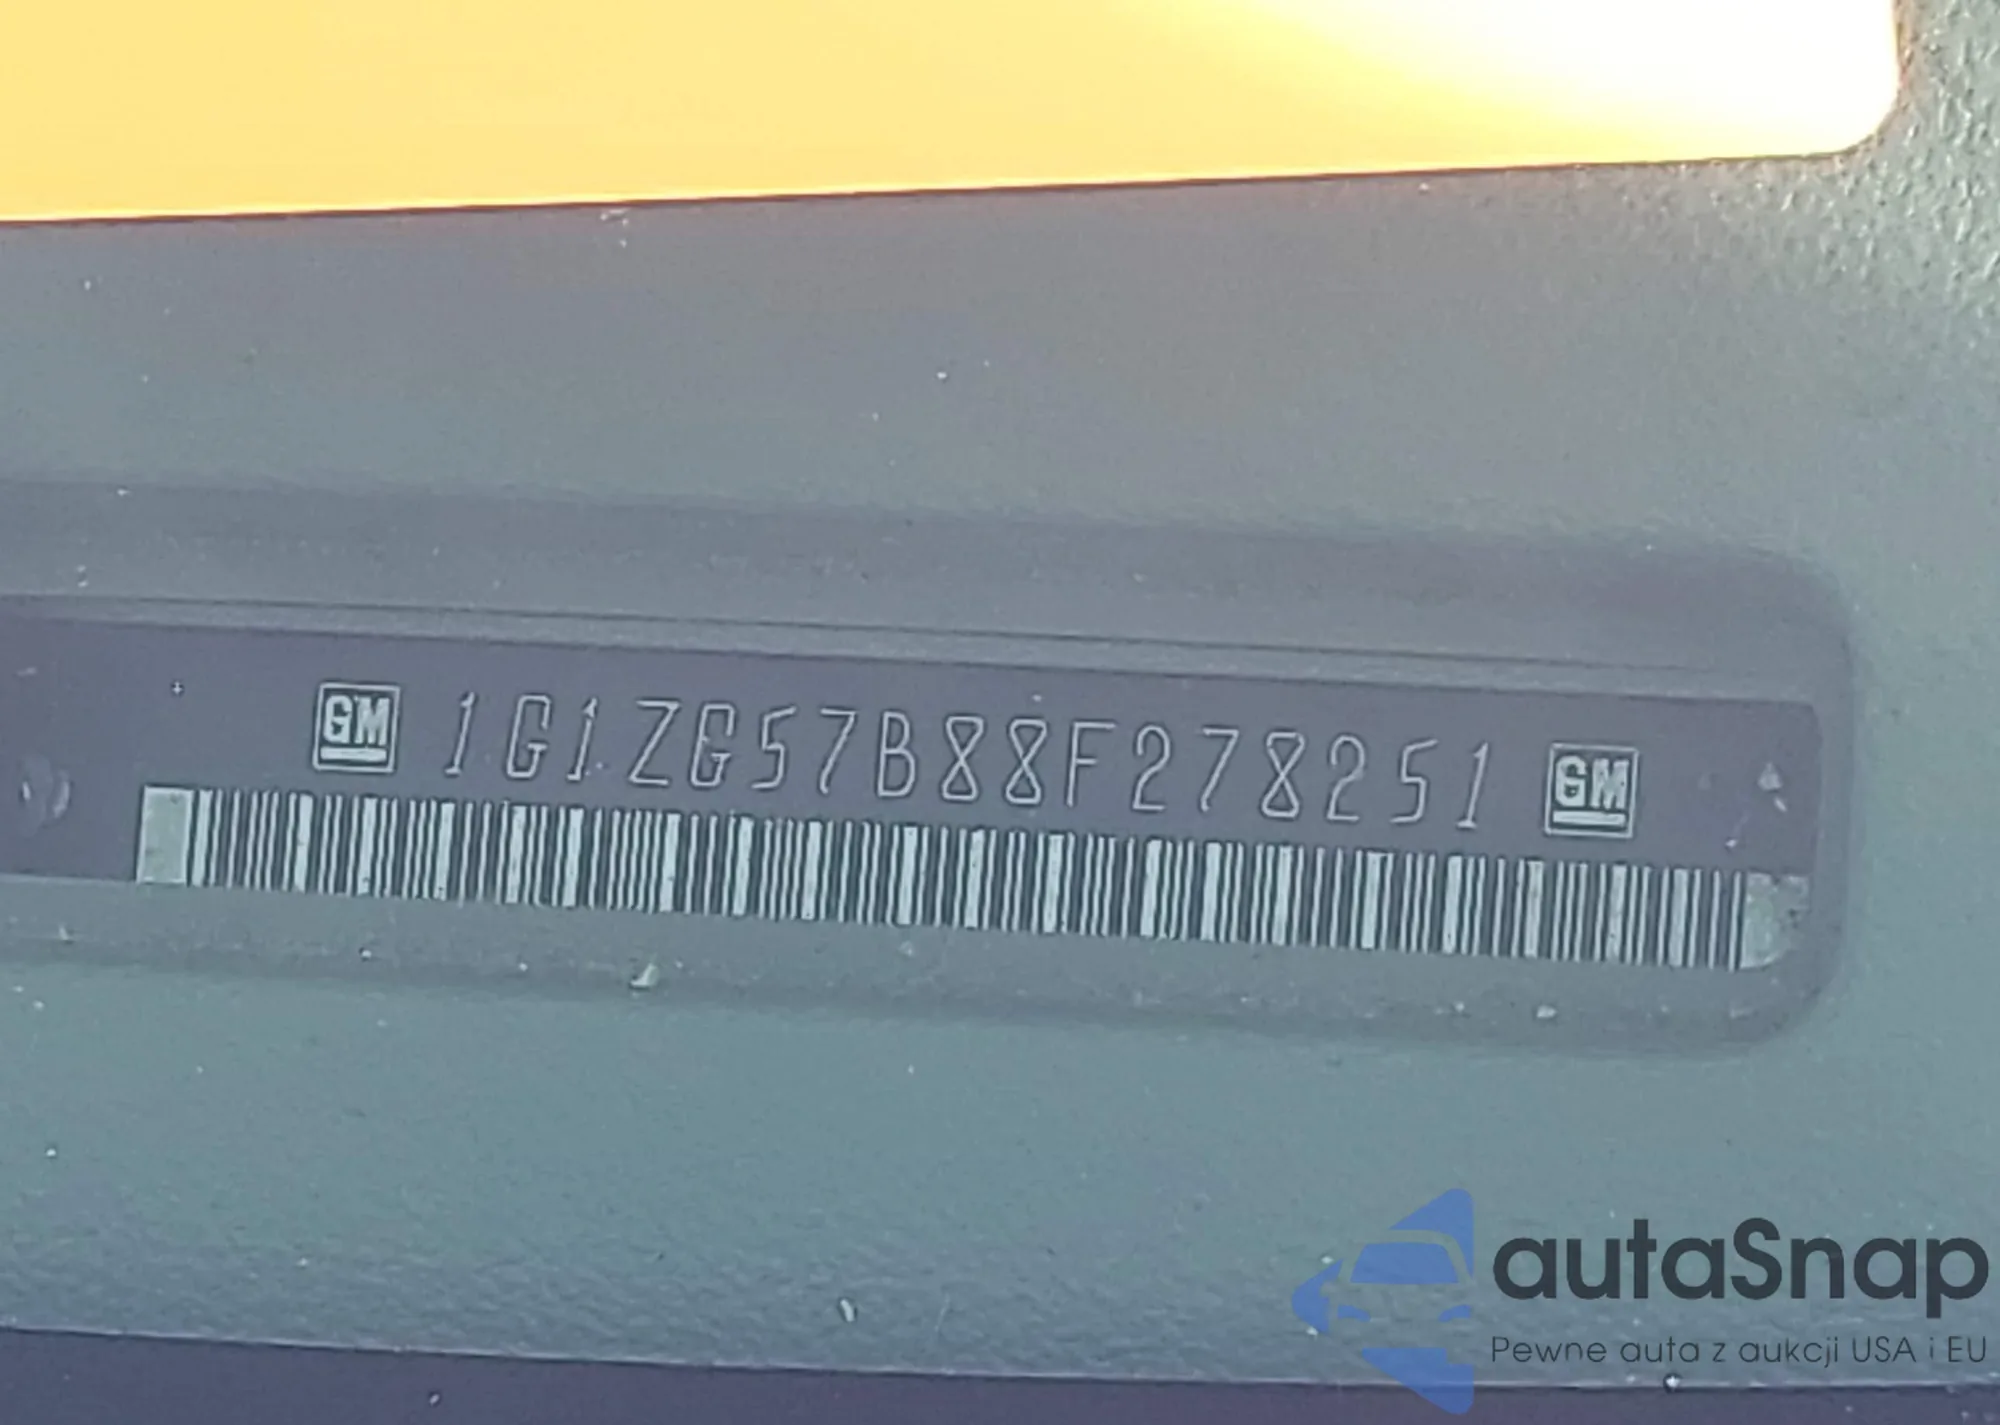 GM 1G1ZG57B88F278251 GM
autaSnap
Pewne auta z aukcji USA i EU